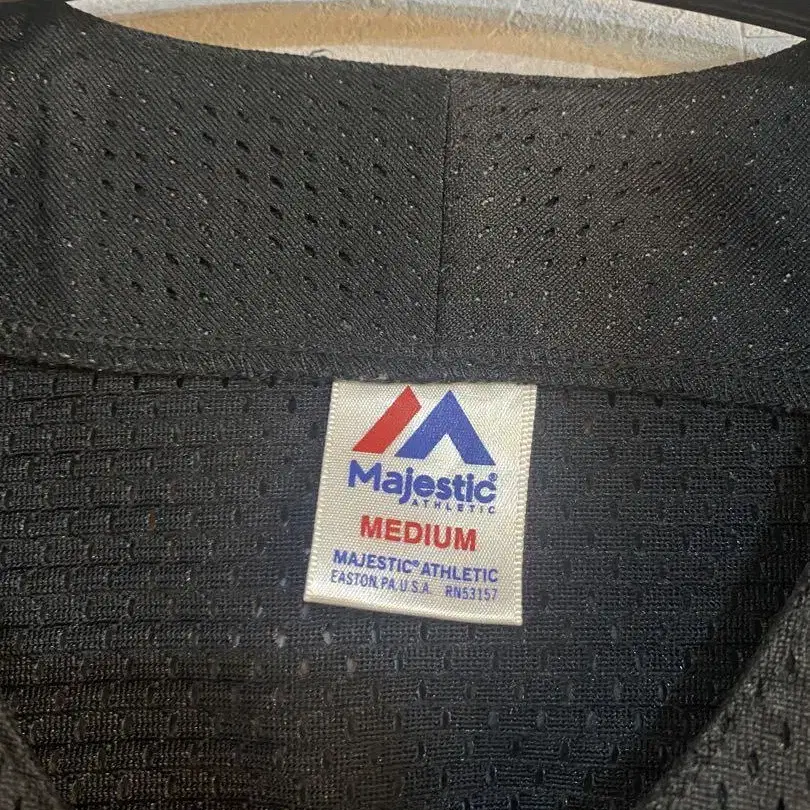 Majestic®
ATHLETIC
MEDIUM
MAJESTIC® ATHLETIC
EASTON, PA, U.S.A. RN53157